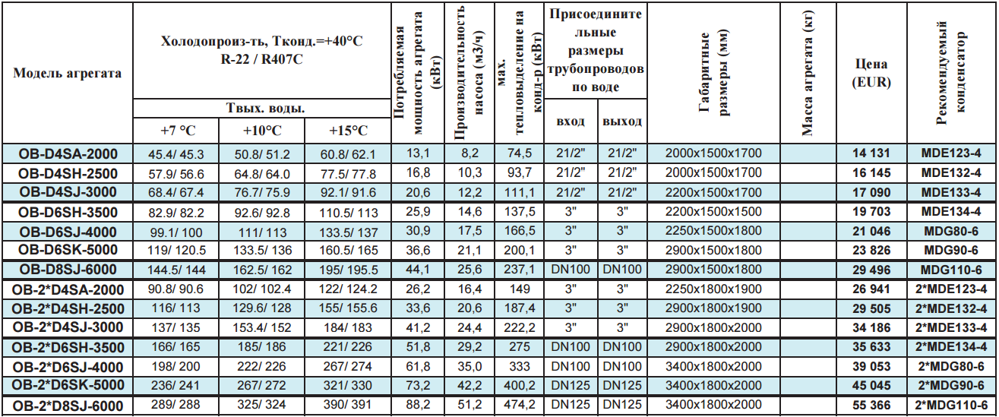 Модель агрегата
Холодопроиз-ть, Тконд.=+40°С
R-22 / R407C
Твых. воды.
+7 °С
+10°С
+15°С
Потребляемая
мощность агрегата
(кВт)
Производительность
насоса (м3/ч)
мах.
тепловыделение на
конд-р (кВт)
Присоедините
льные
размеры
трубопроводов
по воде
вход
выход
Габаритные
размеры (мм)
Масса агрегата (кг)
Цена
(EUR)
Рекомендуемый
конденсатор
OB-D4SA-2000 45.4/ 45.3 50.8/ 51.2 60.8/ 62.1 13,1 8,2 74,5 21/2" 21/2" 2000x1500x1700 14 131 MDE123-4
OB-D4SH-2500 57.9/ 56.6 64.8/ 64.0 77.5/ 77.8 16,8 10,3 93,7 21/2" 21/2" 2000x1500x1700 16 145 MDE132-4
OB-D4SJ-3000 68.4/ 67.4 76.7/ 75.9 92.1/ 91.6 20,6 12,2 111,1 21/2" 21/2" 2200x1500x1700 17 090 MDE133-4
OB-D6SH-3500 82.9/ 82.2 92.6/ 92.8 110.5/ 113 25,9 14,6 137,5 3" 3" 2200x1500x1500 19 703 MDE134-4
OB-D6SJ-4000 99.1/ 100 111/ 113 133.5/ 137 30,9 17,5 166,5 3" 3" 2250x1500x1800 21 046 MDG80-6
OB-D6SK-5000 119/ 120.5 133.5/ 136 160.5/ 165 36,6 21,1 200,1 3" 3" 2900x1500x1800 23 826 MDG90-6
OB-D8SJ-6000 144.5/ 144 162.5/ 162 195/ 195.5 44,1 25,6 237,1 DN100 DN100 2900x1500x1800 29 496 MDG110-6
OB-2*D4SA-2000 90.8/ 90.6 102/ 102.4 122/ 124.2 26,2 16,4 149 3" 3" 2250x1800x1900 26 941 2*MDE123-4
OB-2*D4SH-2500 116/ 113 129.6/ 128 155/ 155.6 33,6 20,6 187,4 3" 3" 2900x1800x1900 29 505 2*MDE132-4
OB-2*D4SJ-3000 137/ 135 153.4/ 152 184/ 183 41,2 24,4 222,2 3" 3" 2900x1800x2000 34 186 2*MDE133-4
OB-2*D6SH-3500 166/ 165 185/ 186 221/ 226 51,8 29,2 275 DN100 DN100 2900x1800x2000 35 633 2*MDE134-4
OB-2*D6SJ-4000 198/ 200 222/ 226 267/ 274 61,8 35,0 333 DN100 DN100 3400x1800x2000 39 053 2*MDG80-6
OB-2*D6SK-5000 236/ 241 267/ 272 321/ 330 73,2 42,2 400,2 DN125 DN125 3400x1800x2000 45 045 2*MDG90-6
OB-2*D8SJ-6000 289/ 288 325/ 324 390/ 391 88,2 51,2 474,2 DN125 DN125 3400x1800x2000 55 366 2*MDG110-6